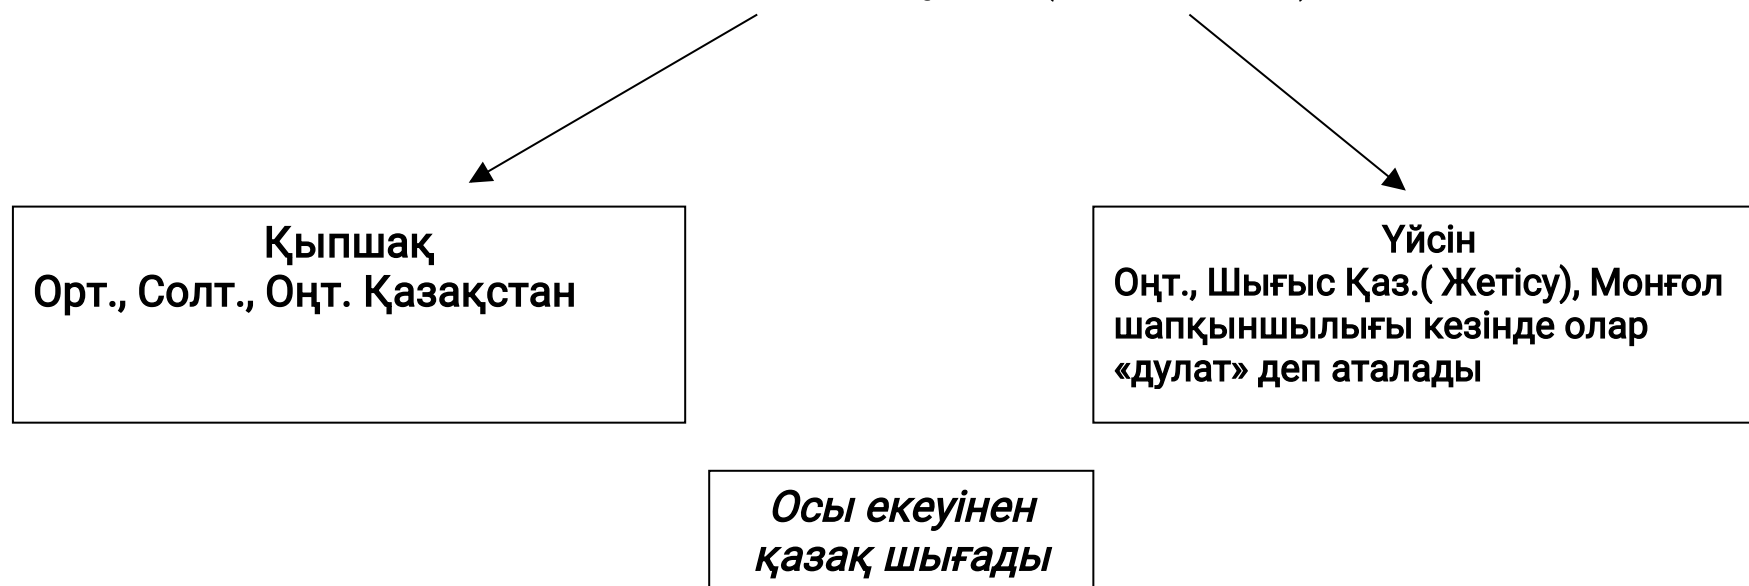 Қыпшақ
Орт., Солт., Оңт. Қазақстан
Үйсін
Оңт., Шығыс Қаз.( Жетісу), Монғол
шапқыншылығы кезінде олар
«дулат» деп аталады
Осы екеуінен
қазақ шығады